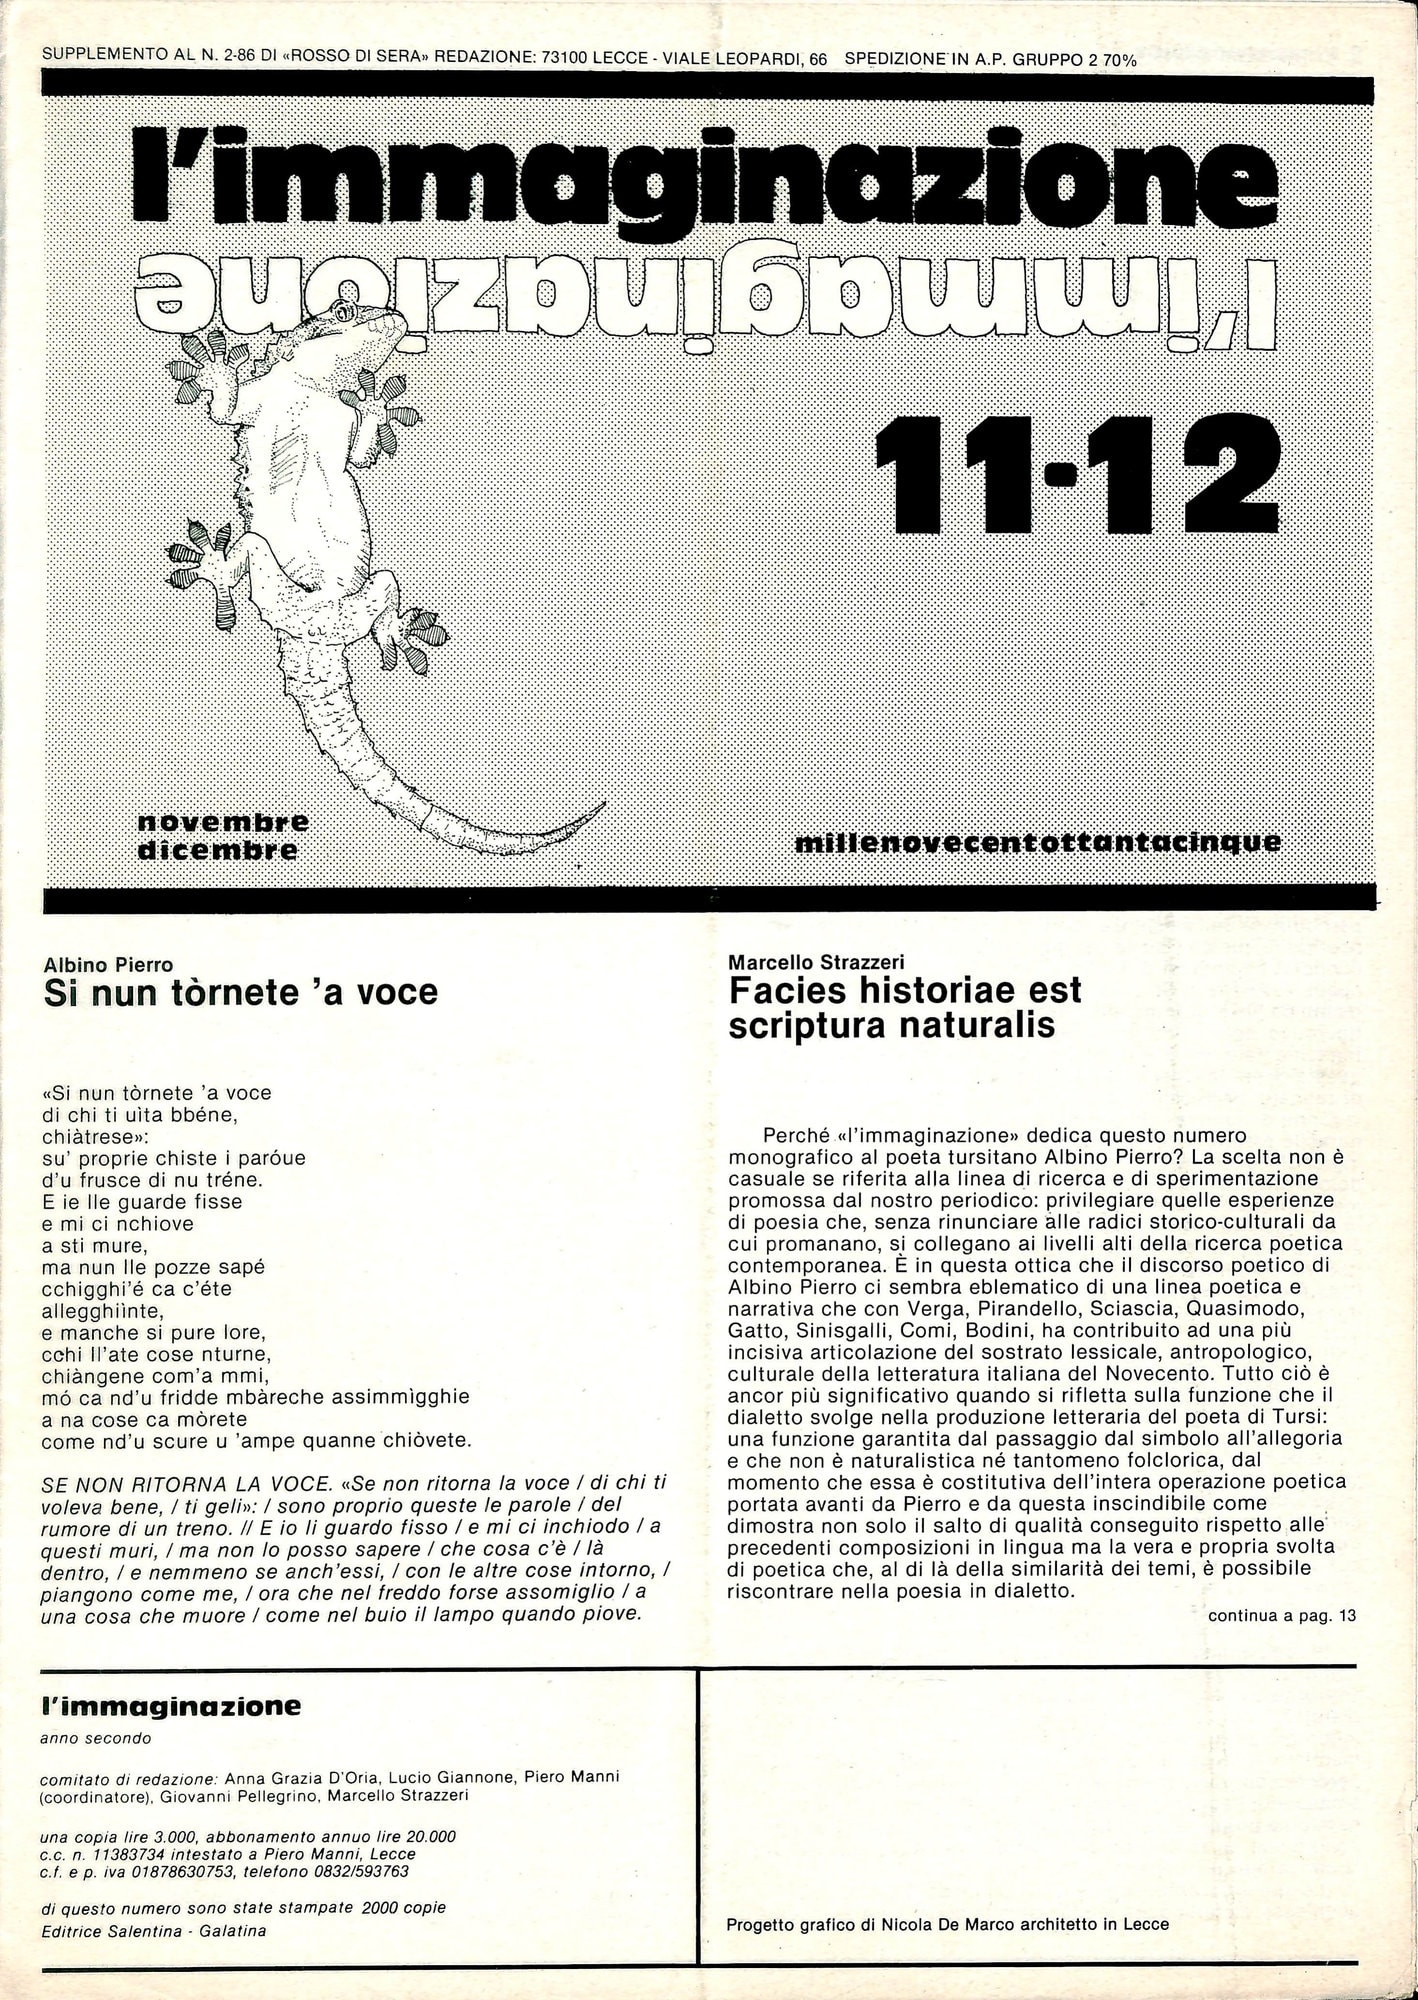 SUPPLEMENTO AL N. 2-86 DI «ROSSO DI SERA» REDAZIONE: 73100 LECCE - VIALE LEOPARDI, 66 SPEDIZIONE IN A.P. GRUPPO 2 70%
l'immaginazione
l'immaginazione
11-12
novembre
dicembre
millenovecentottantacinque
Albino Pierro
Si nun tòrnete 'a voce
«Si nun tòrnete 'a voce
di chi ti uìta bbéne,
chiàtrese»:
su' proprie chiste i paróue
d'u frusce di nu tréne.
E ie lle guarde fisse
e mi ci nchiove
a sti mure,
ma nun lle pozze sapé
cchigghi'é ca c'éte
allegghiìnte,
e manche si pure lore,
cchi ll'ate cose nturne,
chiàngene com'a mmi,
mó ca nd'u fridde mbàreche assimmìgghie
a na cose ca mòrete
come nd'u scure u 'ampe quanne chiòvete.
SE NON RITORNA LA VOCE. «Se non ritorna la voce / di chi ti
voleva bene, / ti geli»: / sono proprio queste le parole / del
rumore di un treno. // E io li guardo fisso / e mi ci inchiodo / a
questi muri, / ma non lo posso sapere / che cosa c'è / là
dentro, / e nemmeno se anch'essi, / con le altre cose intorno, /
piangono come me, / ora che nel freddo forse assomiglio / a
una cosa che muore / come nel buio il lampo quando piove.
Marcello Strazzeri
Facies historiae est
scriptura naturalis
Perché «l'immaginazione» dedica questo numero
monografico al poeta tursitano Albino Pierro? La scelta non è
casuale se riferita alla linea di ricerca e di sperimentazione
promossa dal nostro periodico: privilegiare quelle esperienze
di poesia che, senza rinunciare alle radici storico-culturali da
cui promanano, si collegano ai livelli alti della ricerca poetica
contemporanea. È in questa ottica che il discorso poetico di
Albino Pierro ci sembra eblematico di una linea poetica e
narrativa che con Verga, Pirandello, Sciascia, Quasimodo,
Gatto, Sinisgalli, Comi, Bodini, ha contribuito ad una più
incisiva articolazione del sostrato lessicale, antropologico,
culturale della letteratura italiana del Novecento. Tutto ciò è
ancor più significativo quando si rifletta sulla funzione che il
dialetto svolge nella produzione letteraria del poeta di Tursi:
una funzione garantita dal passaggio dal simbolo all'allegoria
e che non è naturalistica né tantomeno folclorica, dal
momento che essa è costitutiva dell'intera operazione poetica
portata avanti da Pierro e da questa inscindibile come
dimostra non solo il salto di qualità conseguito rispetto alle
precedenti composizioni in lingua ma la vera e propria svolta
di poetica che, al di là della similarità dei temi, è possibile
riscontrare nella poesia in dialetto.
continua a pag. 13
l'immaginazione
anno secondo
comitato di redazione: Anna Grazia D'Oria, Lucio Giannone, Piero Manni
(coordinatore), Giovanni Pellegrino, Marcello Strazzeri
una copia lire 3.000, abbonamento annuo lire 20.000
c.c. n. 11383734 intestato a Piero Manni, Lecce
c.f. e p. iva 01878630753, telefono 0832/593763
di questo numero sono state stampate 2000 copie
Editrice Salentina - Galatina
Progetto grafico di Nicola De Marco architetto in Lecce